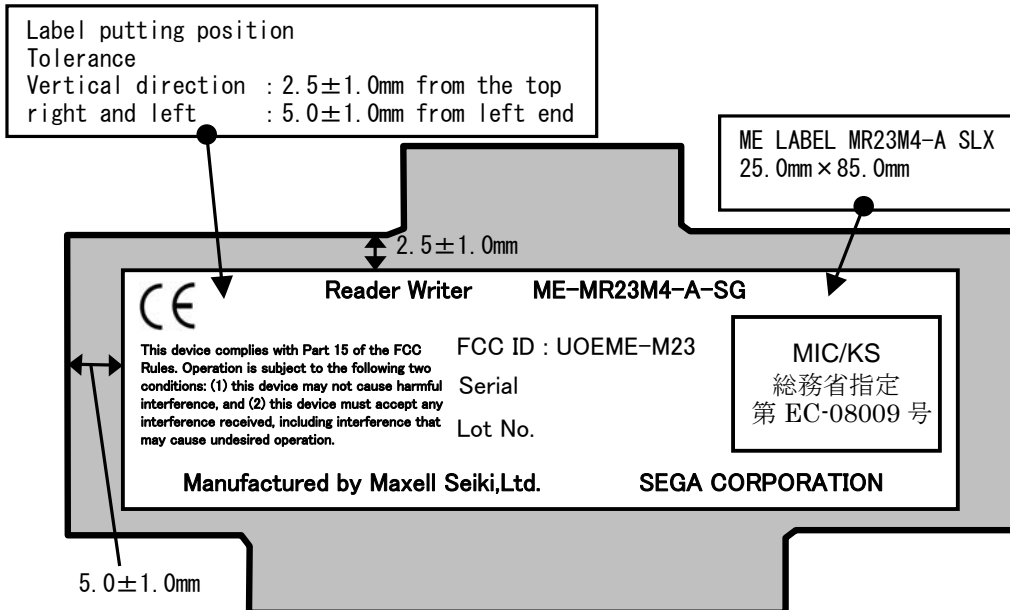 Label putting position
Tolerance
Vertical direction : 2.5±1.0mm from the top
right and left : 5.0±1.0mm from left end
ME LABEL MR23M4-A SLX
25.0mm×85.0mm
2.5±1.0mm
CE
Reader Writer ME-MR23M4-A-SG
This device complies with Part 15 of the FCC
Rules. Operation is subject to the following two
conditions: (1) this device may not cause harmful
interference, and (2) this device must accept any
interference received, including interference that
may cause undesired operation.
FCC ID : UOEME-M23
Serial
Lot No.
MIC/KS
総務省指定
第 EC-08009 号
Manufactured by Maxell Seiki,Ltd. SEGA CORPORATION
5.0±1.0mm